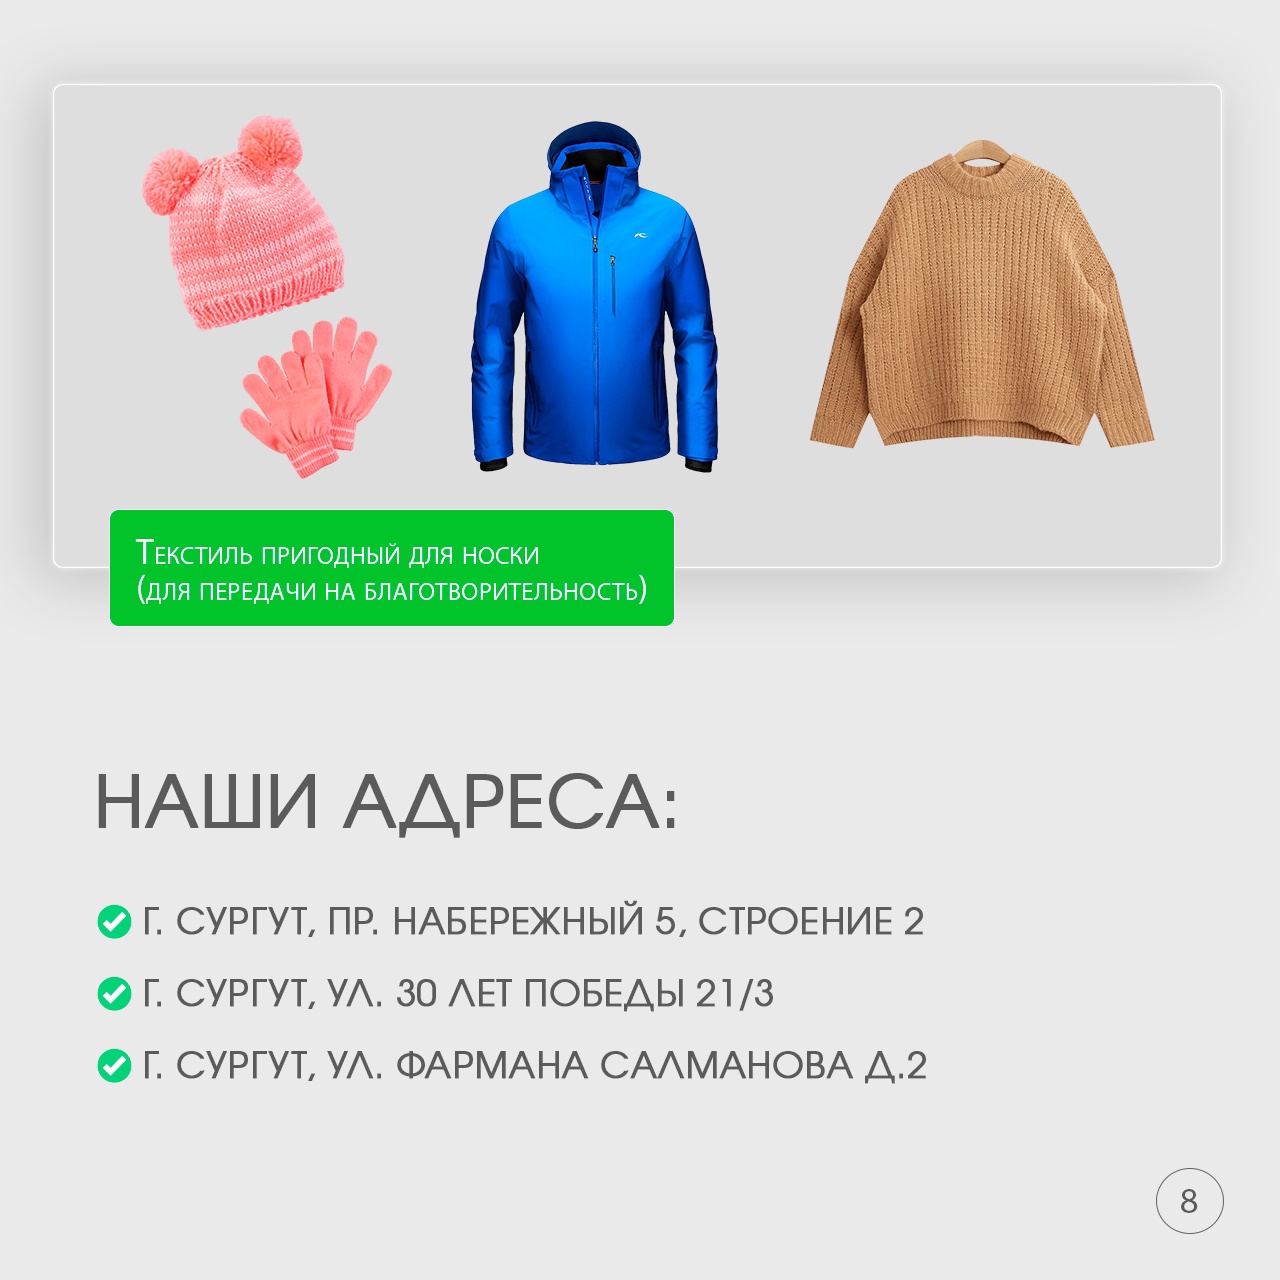 Текстиль пригодный для носки
(для передачи на благотворительность)
НАШИ АДРЕСА:
Г. СУРГУТ, ПР. НАБЕРЕЖНЫЙ 5, СТРОЕНИЕ 2
Г. СУРГУТ, УЛ. 30 ЛЕТ ПОБЕДЫ 21/3
Г. СУРГУТ, УЛ. ФАРМАНА САЛМАНОВА Д.2
8